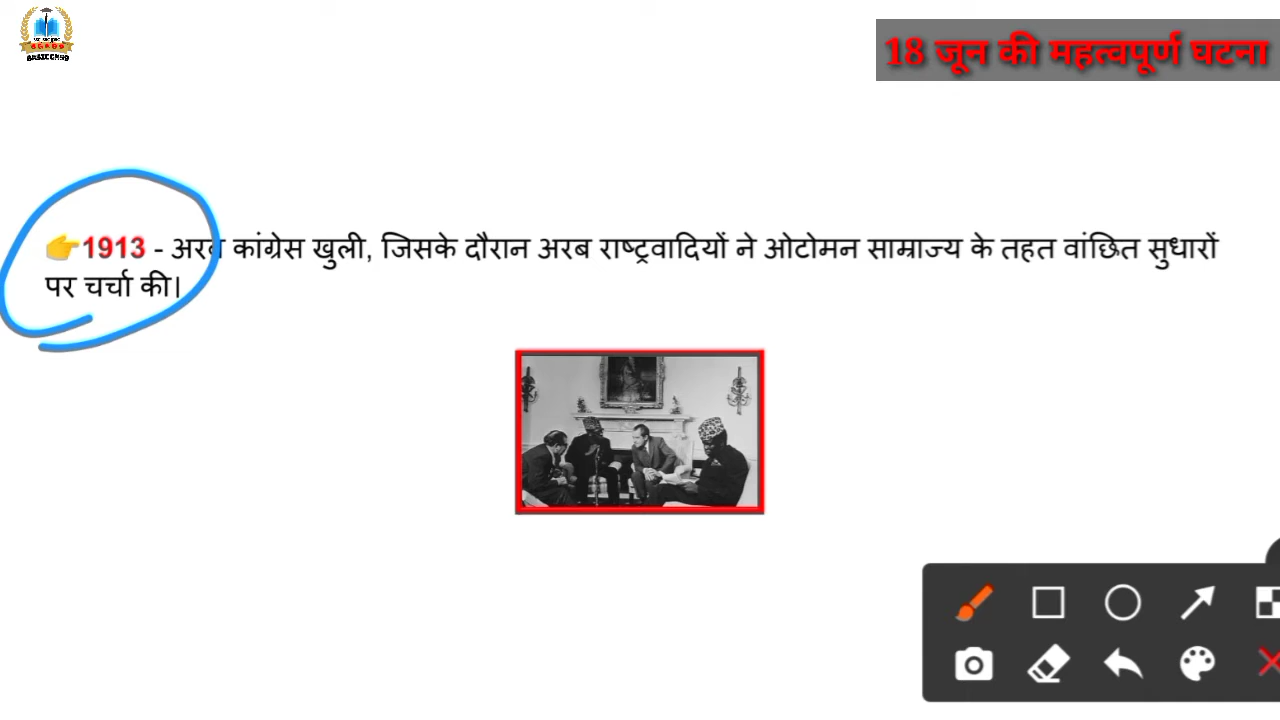 18 जून की महत्वपूर्ण घटना
👉1913 - अरब कांग्रेस खुली, जिसके दौरान अरब राष्ट्रवादियों ने ओटोमन साम्राज्य के तहत वांछित सुधारों
पर चर्चा की।